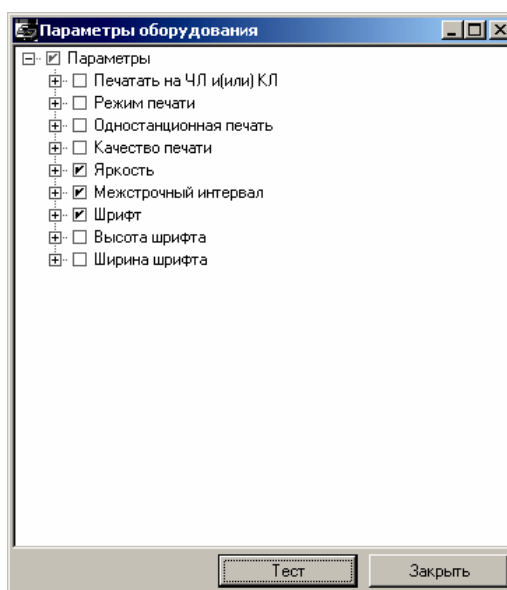 Параметры оборудования
Параметры
Печатать на ЧЛ и(или) КЛ
Режим печати
Одностанционная печать
Качество печати
Яркость
Межстрочный интервал
Шрифт
Высота шрифта
Ширина шрифта
Тест
Закрыть